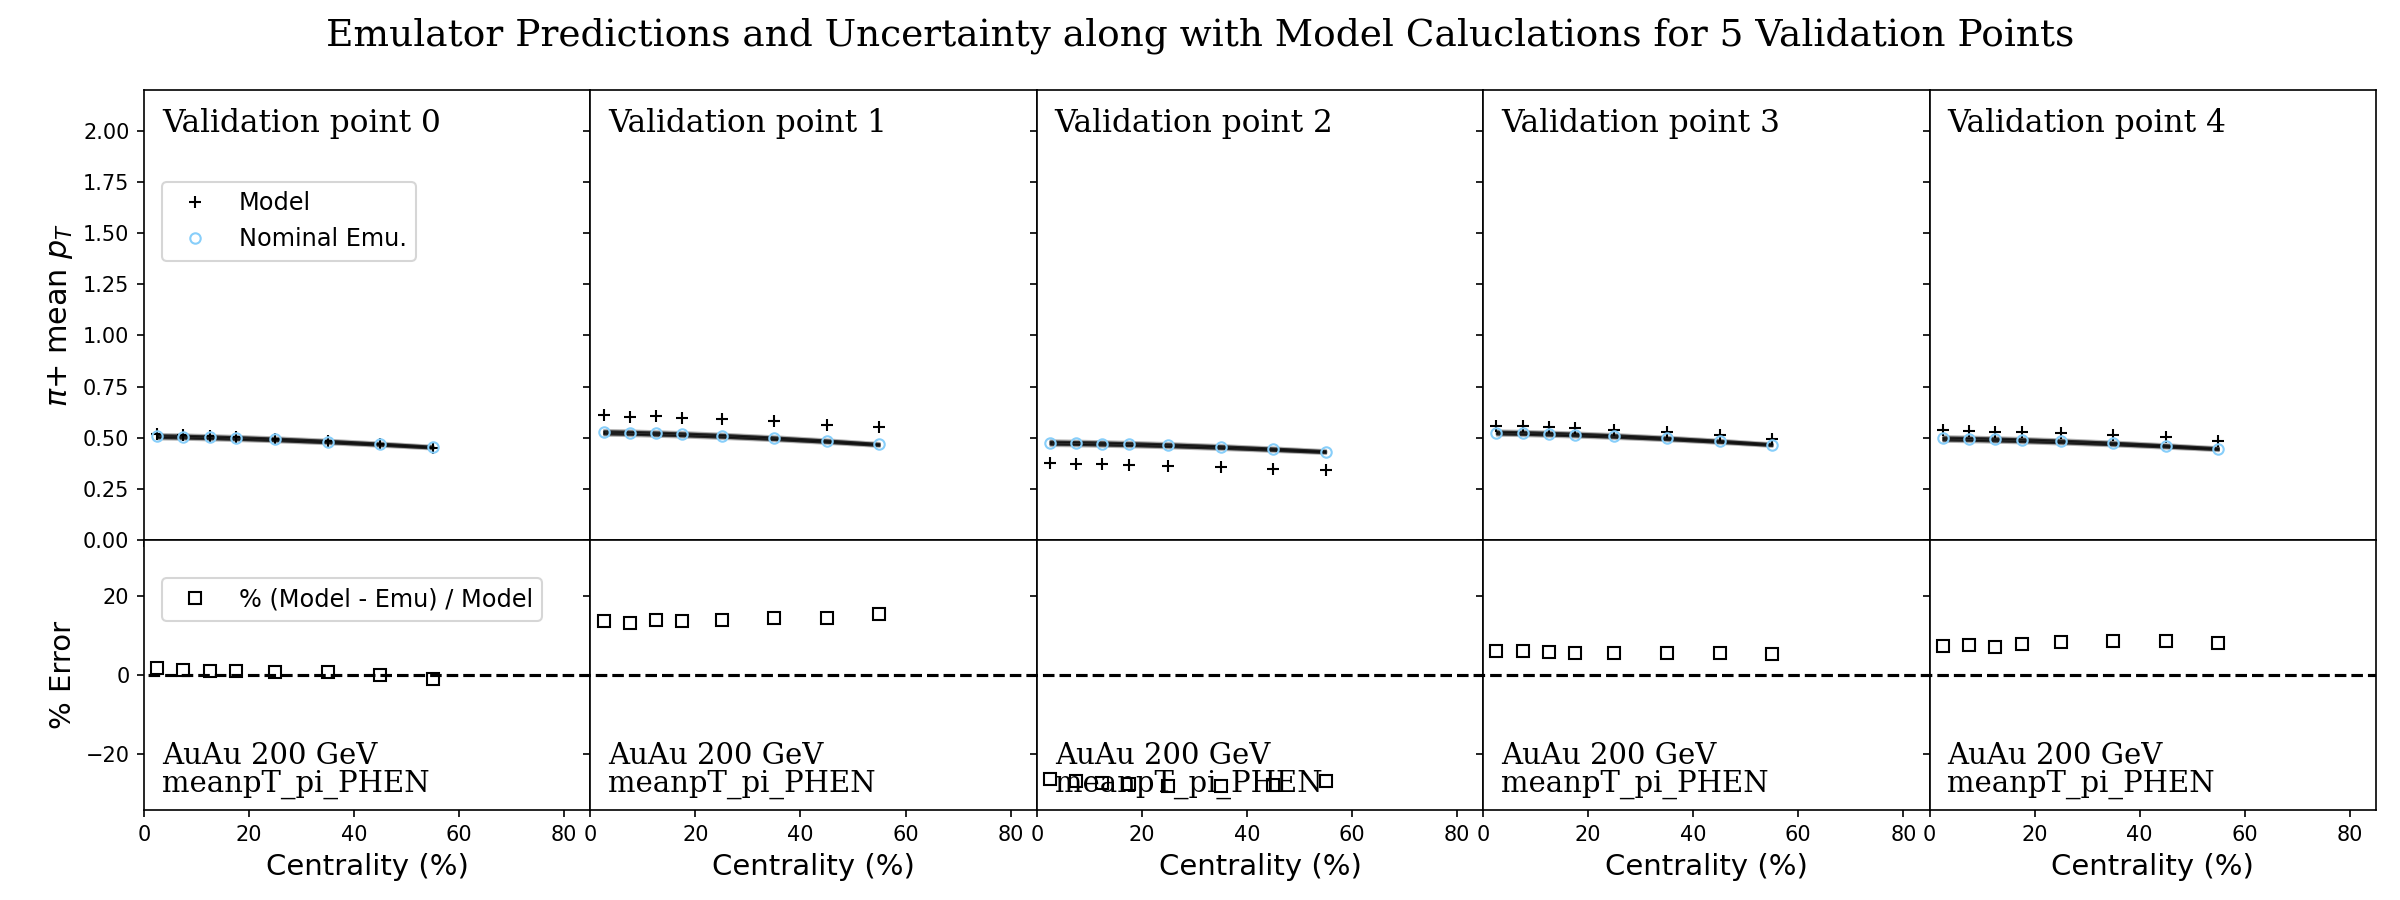 Emulator Predictions and Uncertainty along with Model Caluclations for 5 Validation Points
Validation point 0
Validation point 1
Validation point 2
Validation point 3
Validation point 4
Model
Nominal Emu.
π+ mean p_T
2.00
1.75
1.50
1.25
1.00
0.75
0.50
0.25
0.00
% (Model - Emu) / Model
% Error
20
0
−20
AuAu 200 GeV
meanpT_pi_PHEN
AuAu 200 GeV
meanpT_pi_PHEN
AuAu 200 GeV
meanpT_pi_PHEN
AuAu 200 GeV
meanpT_pi_PHEN
AuAu 200 GeV
meanpT_pi_PHEN
0 20 40 60 80 0 20 40 60 80 0 20 40 60 80 0 20 40 60 80 0 20 40 60 80
Centrality (%) Centrality (%) Centrality (%) Centrality (%) Centrality (%)